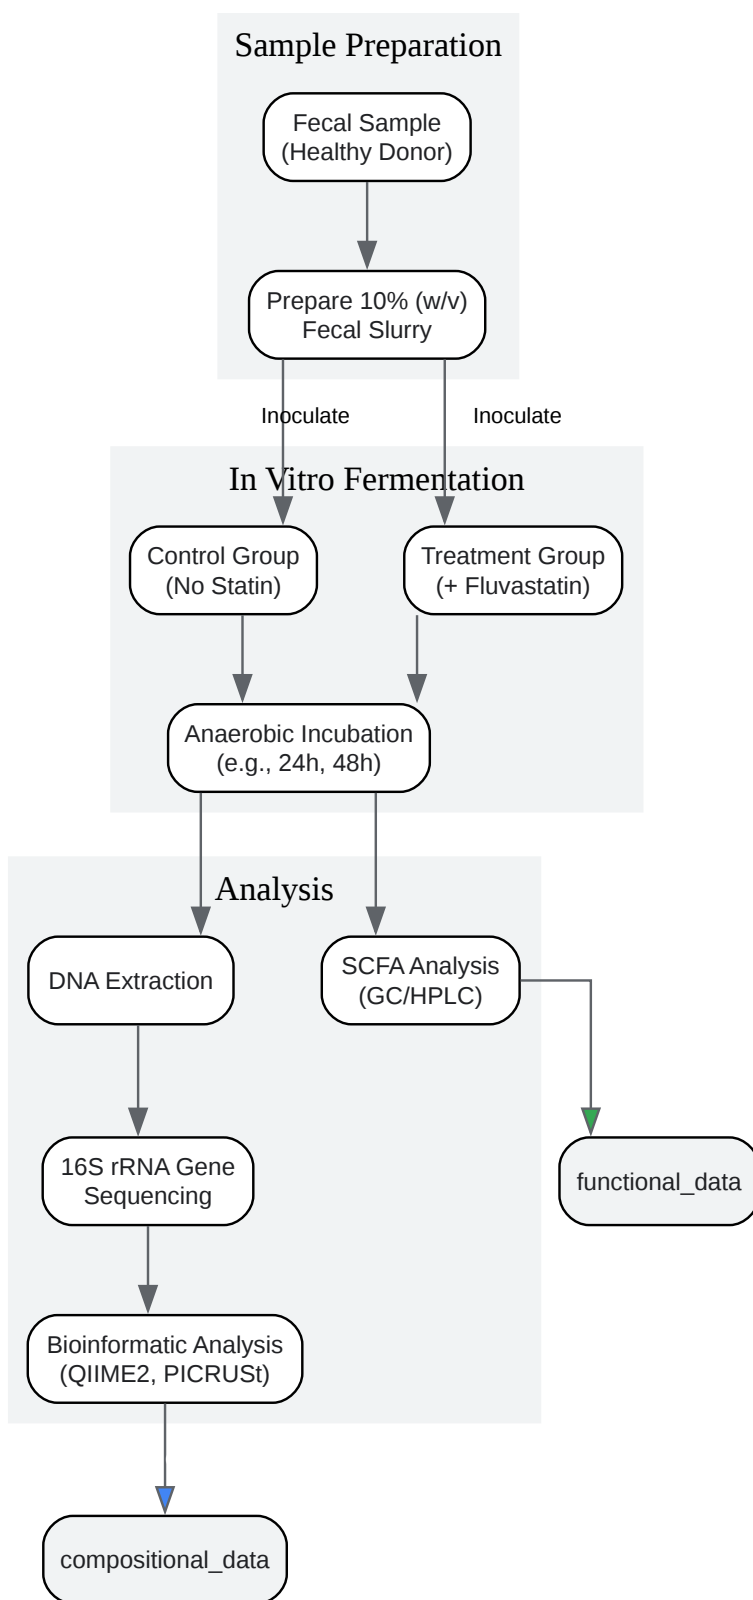 Sample Preparation
Fecal Sample
(Healthy Donor)
Prepare 10% (w/v)
Fecal Slurry
Inoculate
Inoculate
In Vitro Fermentation
Control Group
(No Statin)
Treatment Group
(+ Fluvastatin)
Anaerobic Incubation
(e.g., 24h, 48h)
Analysis
DNA Extraction
SCFA Analysis
(GC/HPLC)
16S rRNA Gene
Sequencing
functional_data
Bioinformatic Analysis
(QIIME2, PICRUSt)
compositional_data